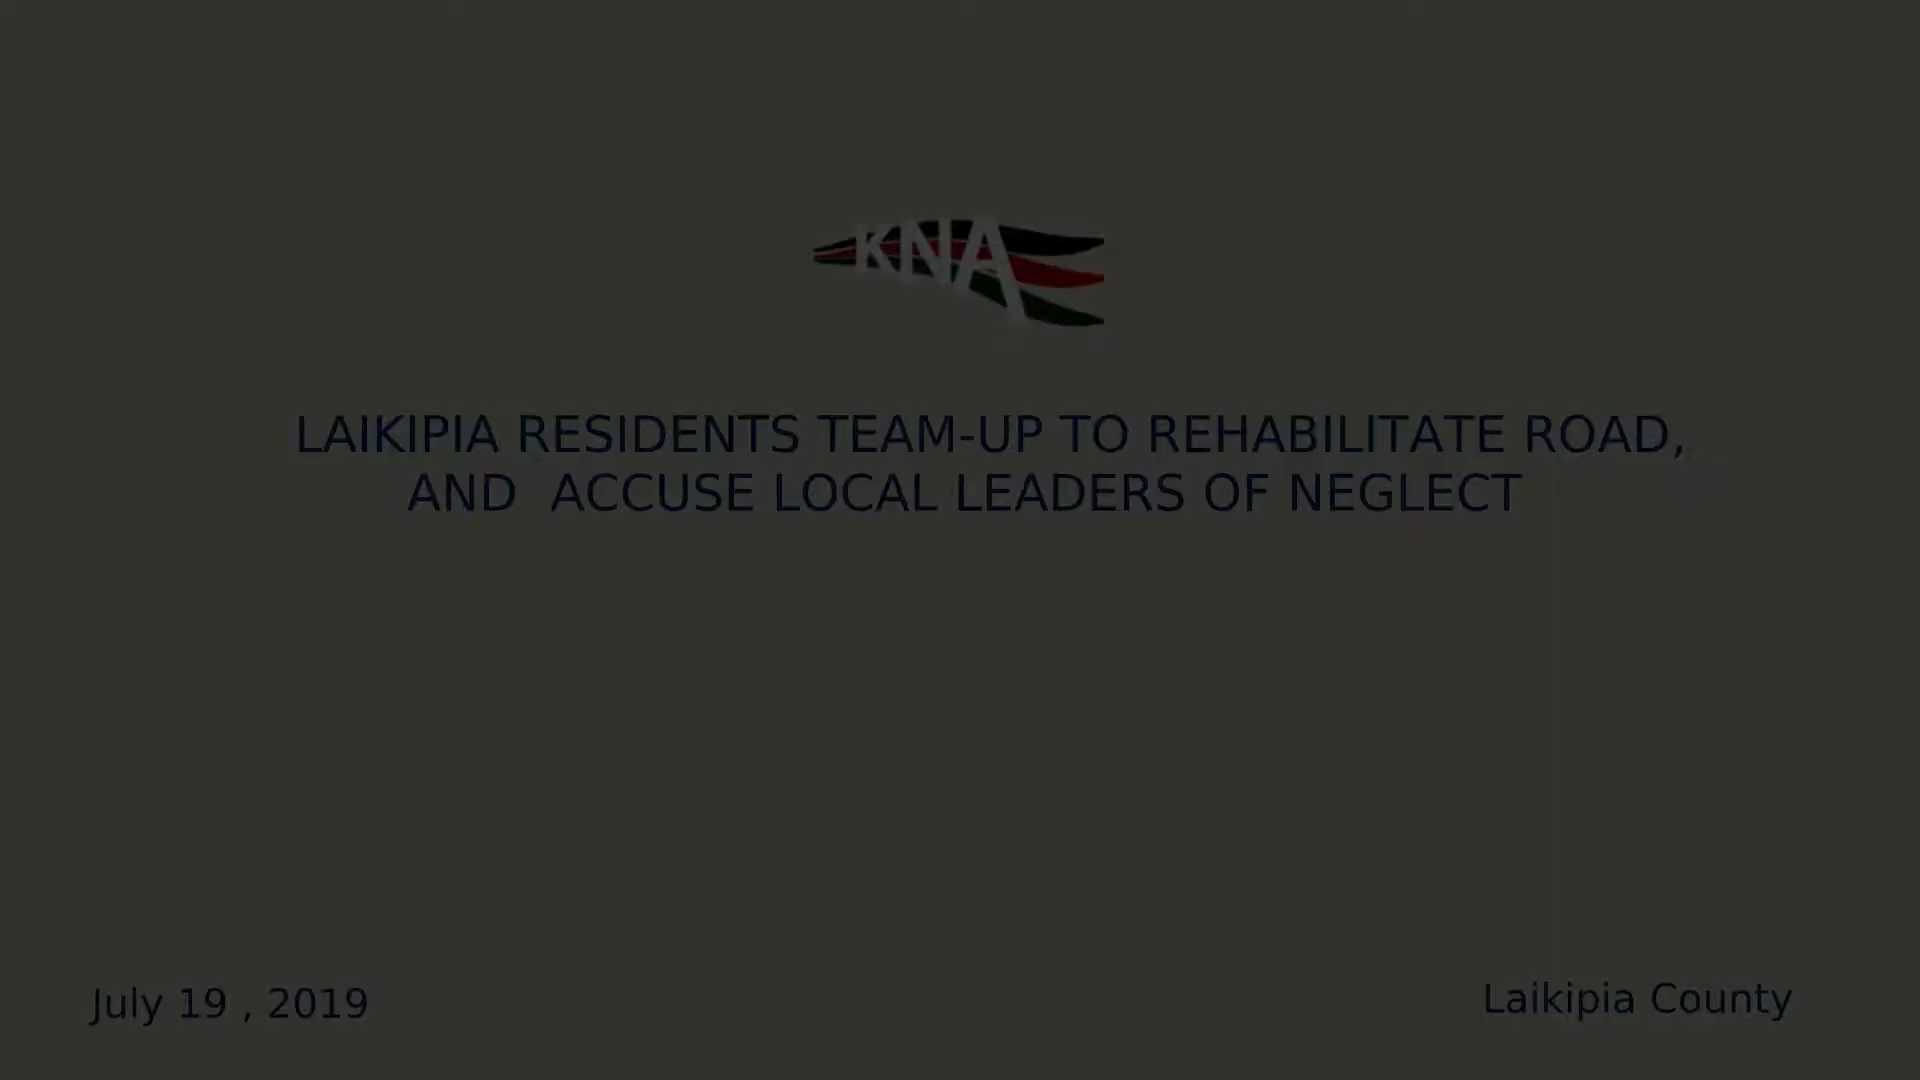 KNA
LAIKIPIA RESIDENTS TEAM-UP TO REHABILITATE ROAD,
AND  ACCUSE LOCAL LEADERS OF NEGLECT
July 19 , 2019
Laikipia County